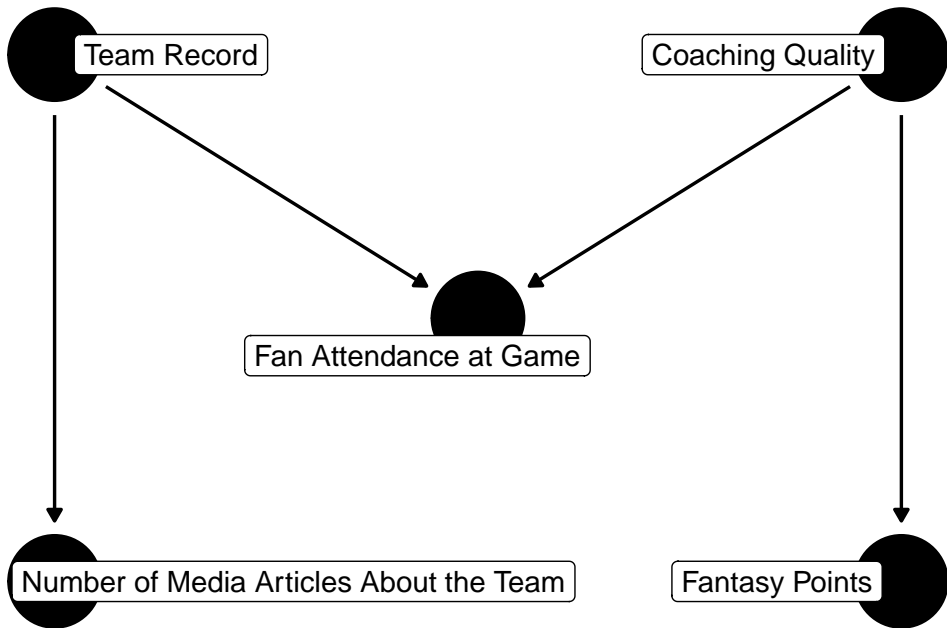 Team Record
Coaching Quality
Fan Attendance at Game
Number of Media Articles About the Team
Fantasy Points